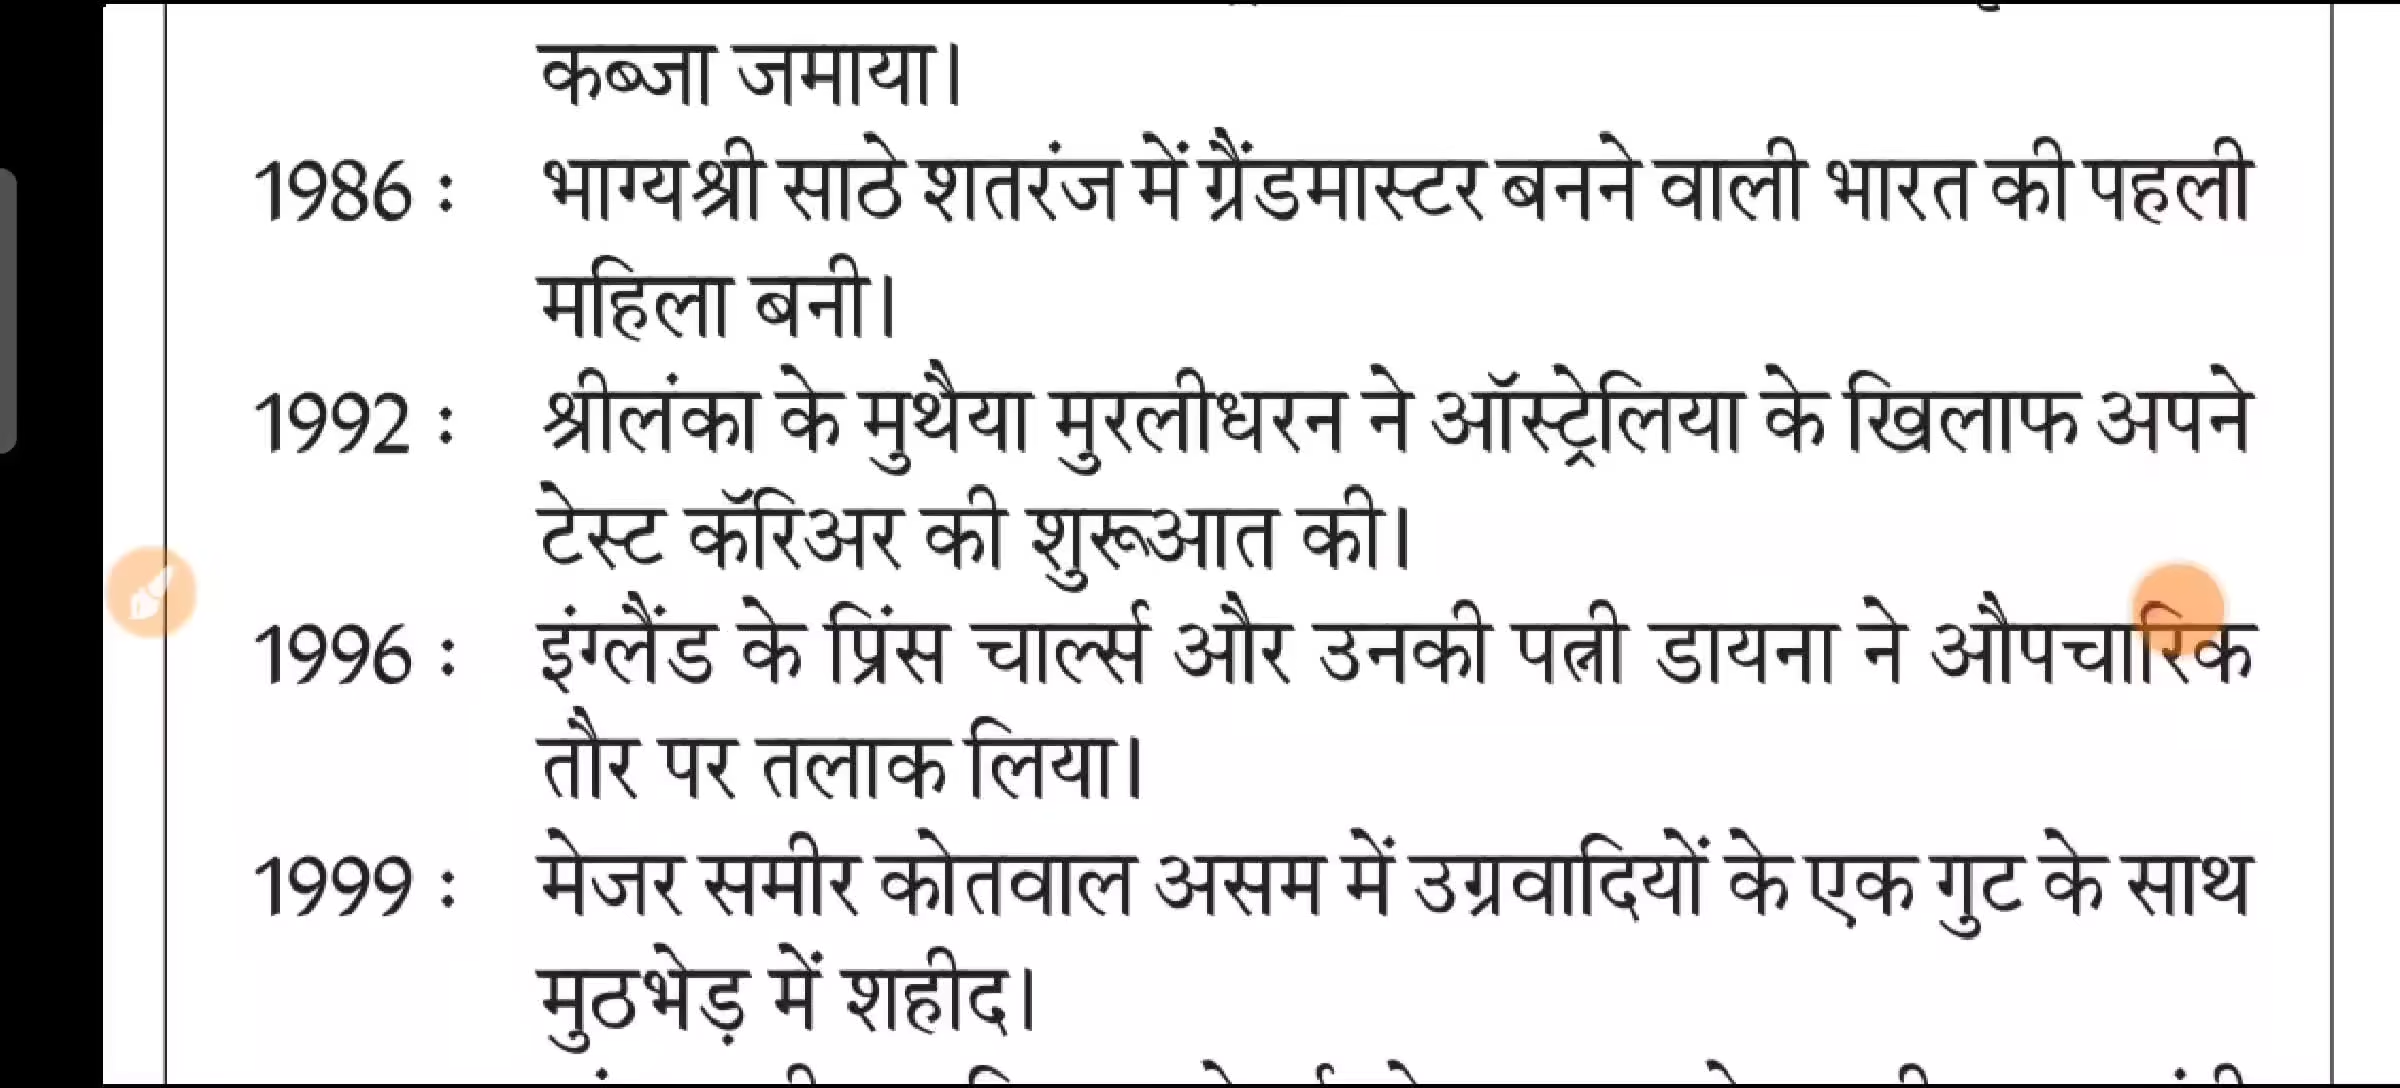 कब्जा जमाया।
1986 : भाग्यश्री साठे शतरंज में ग्रैंडमास्टर बनने वाली भारत की पहली
महिला बनी।
1992 : श्रीलंका के मुथैया मुरलीधरन ने ऑस्ट्रेलिया के खिलाफ अपने
टेस्ट कॅरिअर की शुरूआत की।
1996 : इंग्लैंड के प्रिंस चार्ल्स और उनकी पत्नी डायना ने औपचारिक
तौर पर तलाक लिया।
1999 : मेजर समीर कोतवाल असम में उग्रवादियों के एक गुट के साथ
मुठभेड़ में शहीद।